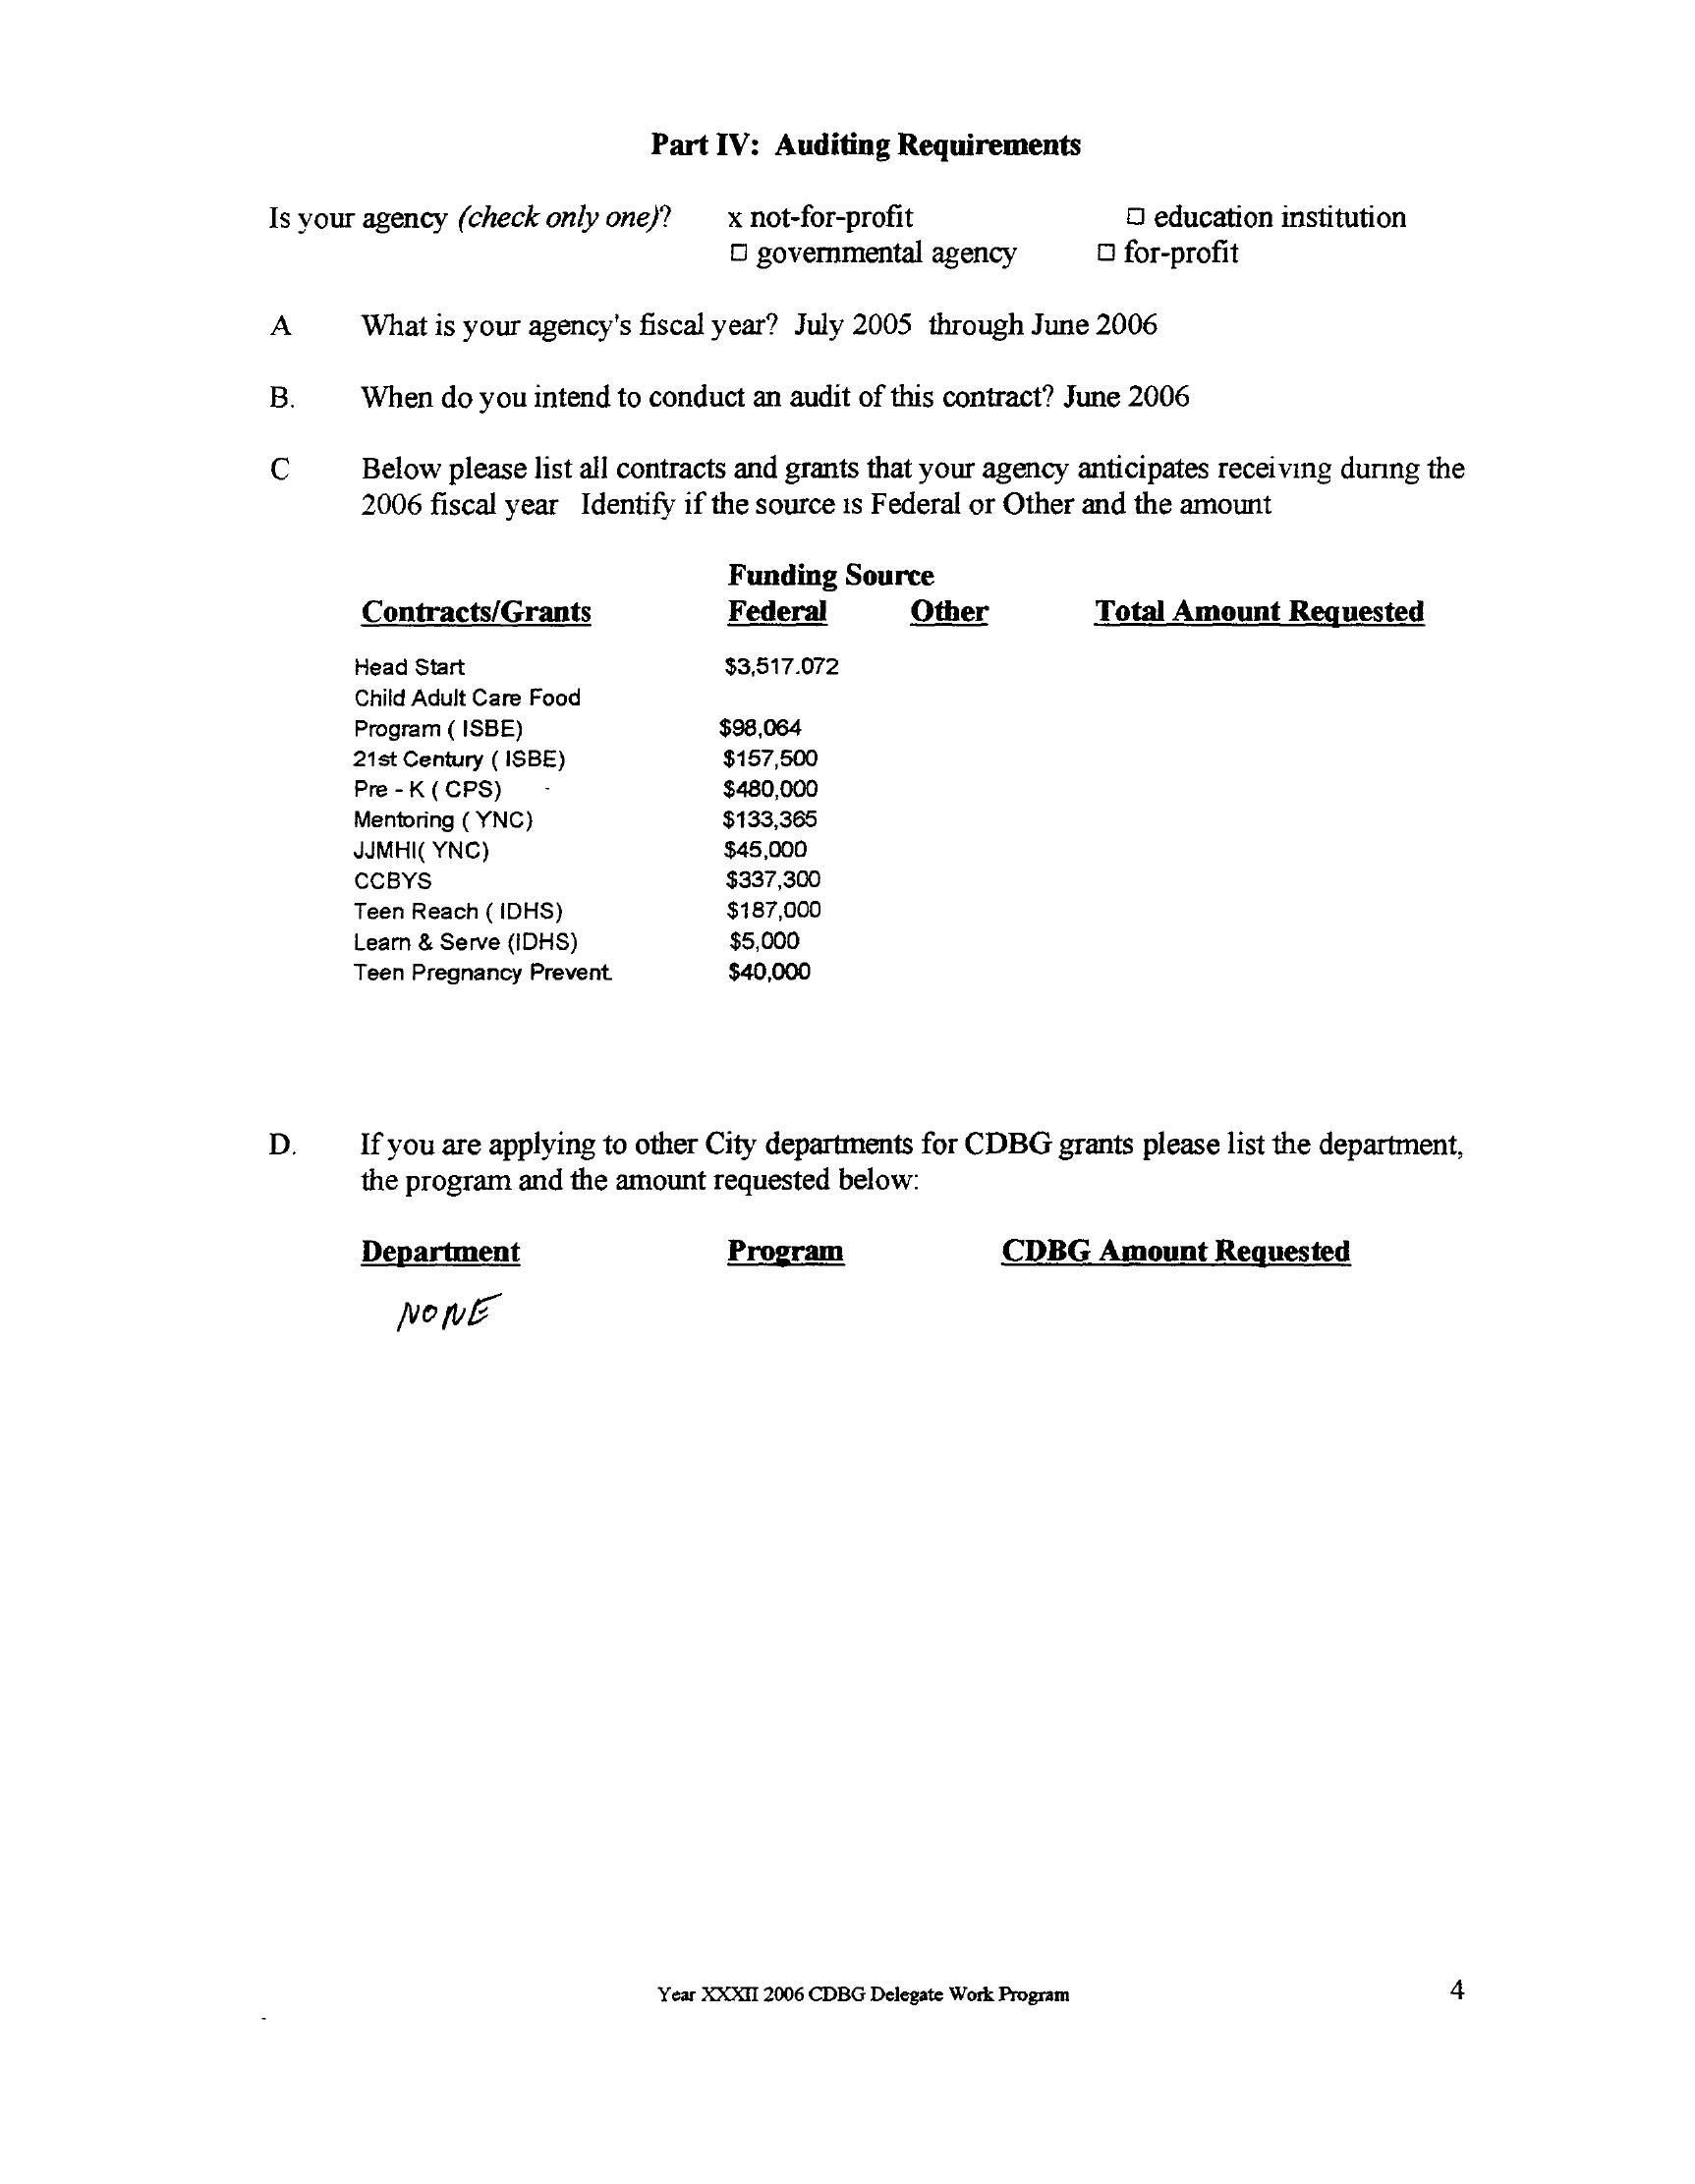 Part IV: Auditing Requirements
Is your agency (check only one)? x not-for-profit □ education institution
□ governmental agency □ for-profit
A What is your agency's fiscal year? July 2005 through June 2006
B. When do you intend to conduct an audit of this contract? June 2006
C Below please list all contracts and grants that your agency anticipates receiving during the
2006 fiscal year Identify if the source is Federal or Other and the amount
Funding Source
Contracts/Grants Federal Other Total Amount Requested
Head Start $3,517.072
Child Adult Care Food
Program ( ISBE) $98,064
21st Century ( ISBE) $157,500
Pre - K ( CPS) $480,000
Mentoring ( YNC) $133,365
JJMHI( YNC) $45,000
CCBYS $337,300
Teen Reach ( IDHS) $187,000
Learn & Serve (IDHS) $5,000
Teen Pregnancy Prevent. $40,000
D. If you are applying to other City departments for CDBG grants please list the department,
the program and the amount requested below:
Department Program CDBG Amount Requested
NONE
Year XXXII 2006 CDBG Delegate Work Program 4